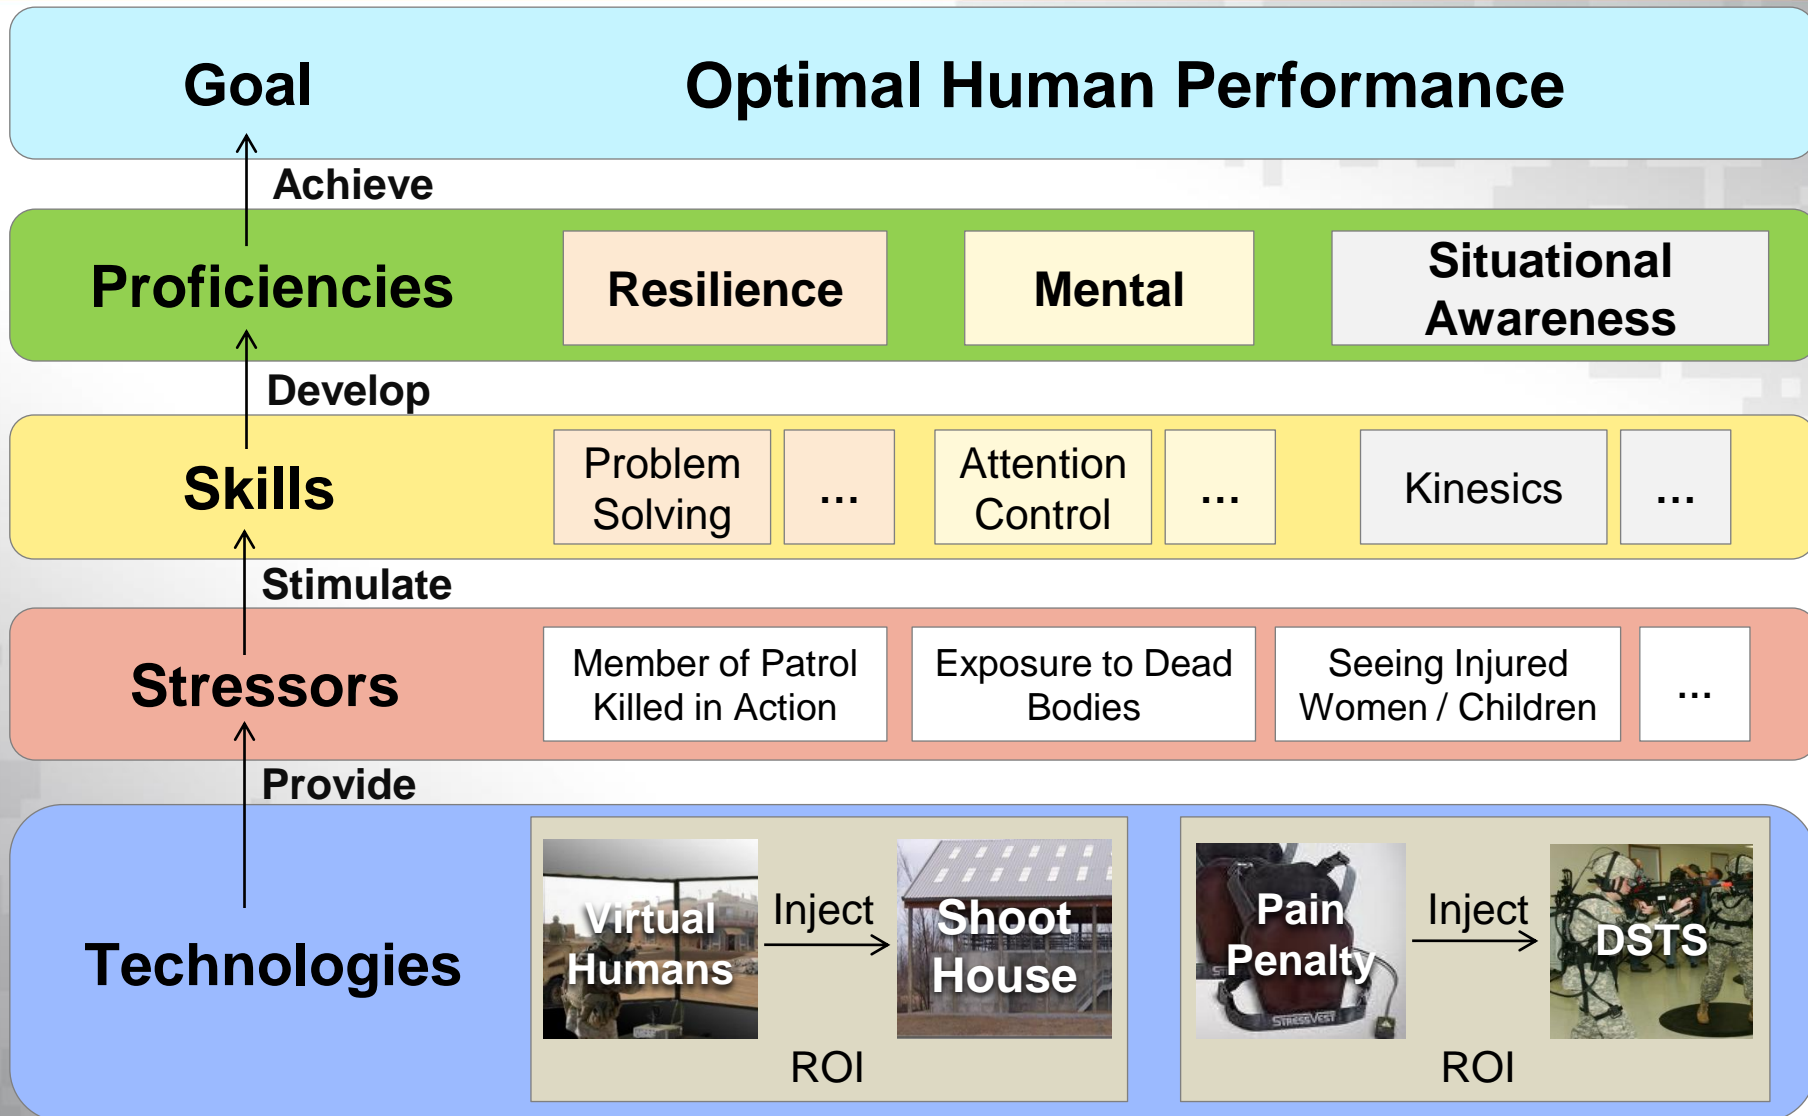 Goal
Optimal Human Performance
Achieve
Proficiencies
Resilience
Mental
Situational
Awareness
Develop
Skills
Problem
Solving
...
Attention
Control
...
Kinesics
...
Stimulate
Stressors
Member of Patrol
Killed in Action
Exposure to Dead
Bodies
Seeing Injured
Women / Children
...
Provide
Technologies
Virtual
Humans
Inject
Shoot
House
ROI
Pain
Penalty
STRESSVEST
Inject
DSTS
ROI